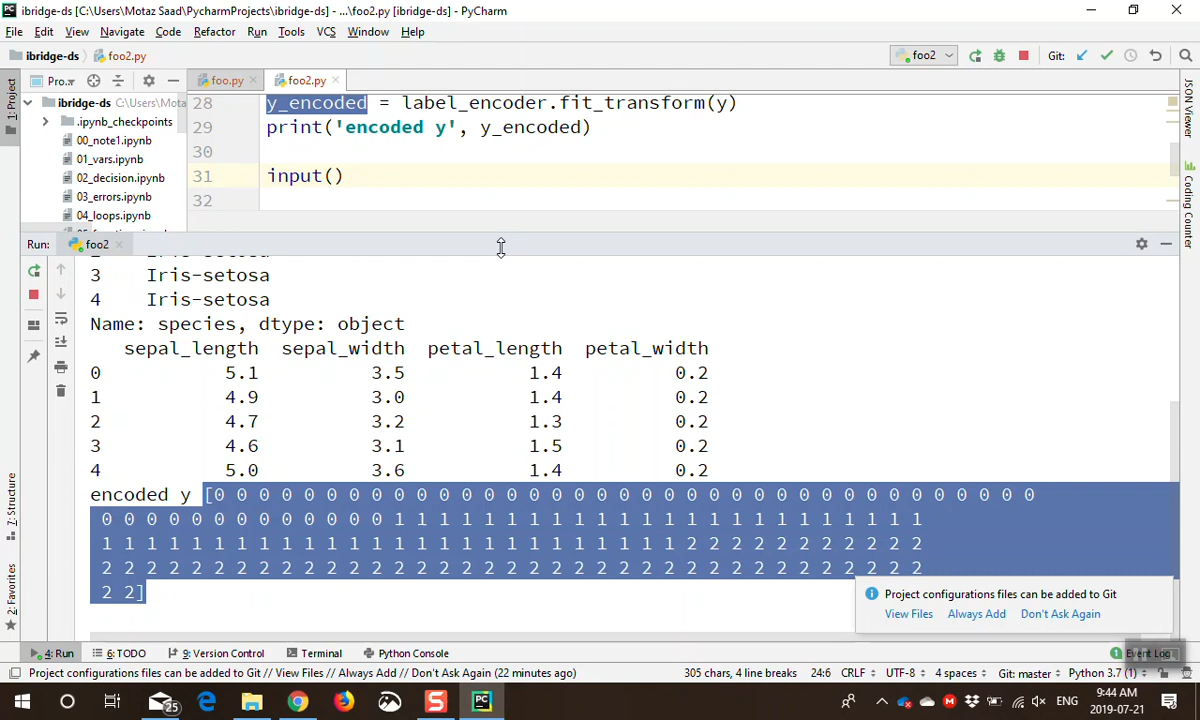 ibridge-ds [C:\Users\Motaz Saad\PycharmProjects\ibridge-ds] - ...\foo2.py [ibridge-ds] - PyCharm
File Edit View Navigate Code Refactor Run Tools VCS Window Help
ibridge-ds foo2.py foo2 Git:
1: Project
Pro... foo.py foo2.py
ibridge-ds C:\Users\Mota
.ipynb_checkpoints
00_note1.ipynb
01_vars.ipynb
02_decision.ipynb
03_errors.ipynb
04_loops.ipynb
28 y_encoded = label_encoder.fit_transform(y)
29 print('encoded y', y_encoded)
30
31 input()
32
JSON Viewer
Coding Counter
Run: foo2
3 Iris-setosa
4 Iris-setosa
Name: species, dtype: object
sepal_length sepal_width petal_length petal_width
0 5.1 3.5 1.4 0.2
1 4.9 3.0 1.4 0.2
2 4.7 3.2 1.3 0.2
3 4.6 3.1 1.5 0.2
4 5.0 3.6 1.4 0.2
encoded y [0 0 0 0 0 0 0 0 0 0 0 0 0 0 0 0 0 0 0 0 0 0 0 0 0 0 0 0 0 0 0 0 0 0 0 0 0
0 0 0 0 0 0 0 0 0 0 0 0 0 1 1 1 1 1 1 1 1 1 1 1 1 1 1 1 1 1 1 1 1 1 1 1 1
1 1 1 1 1 1 1 1 1 1 1 1 1 1 1 1 1 1 1 1 1 1 1 1 1 1 2 2 2 2 2 2 2 2 2 2 2
2 2 2 2 2 2 2 2 2 2 2 2 2 2 2 2 2 2 2 2 2 2 2 2 2 2 2 2 2 2 2 2 2 2 2 2 2
2 2]
Project configurations files can be added to Git
View Files Always Add Don't Ask Again
7: Structure
2: Favorites
4: Run 6: TODO 9: Version Control Terminal Python Console 1 Event Log
Project configurations files can be added to Git // View Files // Always Add // Don't Ask Again (22 minutes ago) 305 chars, 4 line breaks 24:6 CRLF UTF-8 4 spaces Git: master Python 3.7 (1)
25 ENG 9:44 AM
2019-07-21